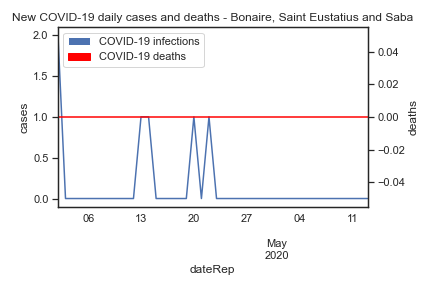 New COVID-19 daily cases and deaths - Bonaire, Saint Eustatius and Saba
COVID-19 infections
COVID-19 deaths
2.0
1.5
1.0
0.5
0.0
cases
0.04
0.02
0.00
−0.02
−0.04
deaths
06 13 20 27 04 11
May
2020
dateRep